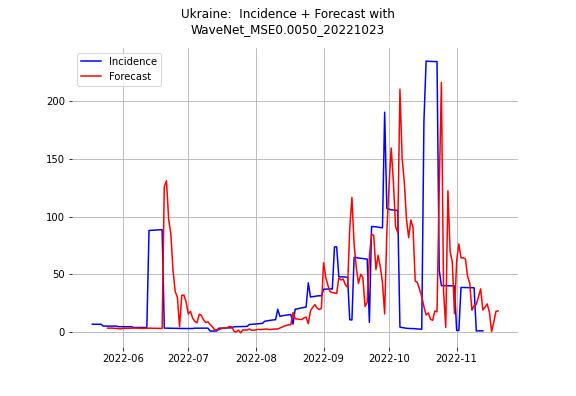 Ukraine:  Incidence + Forecast with
WaveNet_MSE0.0050_20221023
Incidence
Forecast
200
150
100
50
0
2022-06 2022-07 2022-08 2022-09 2022-10 2022-11